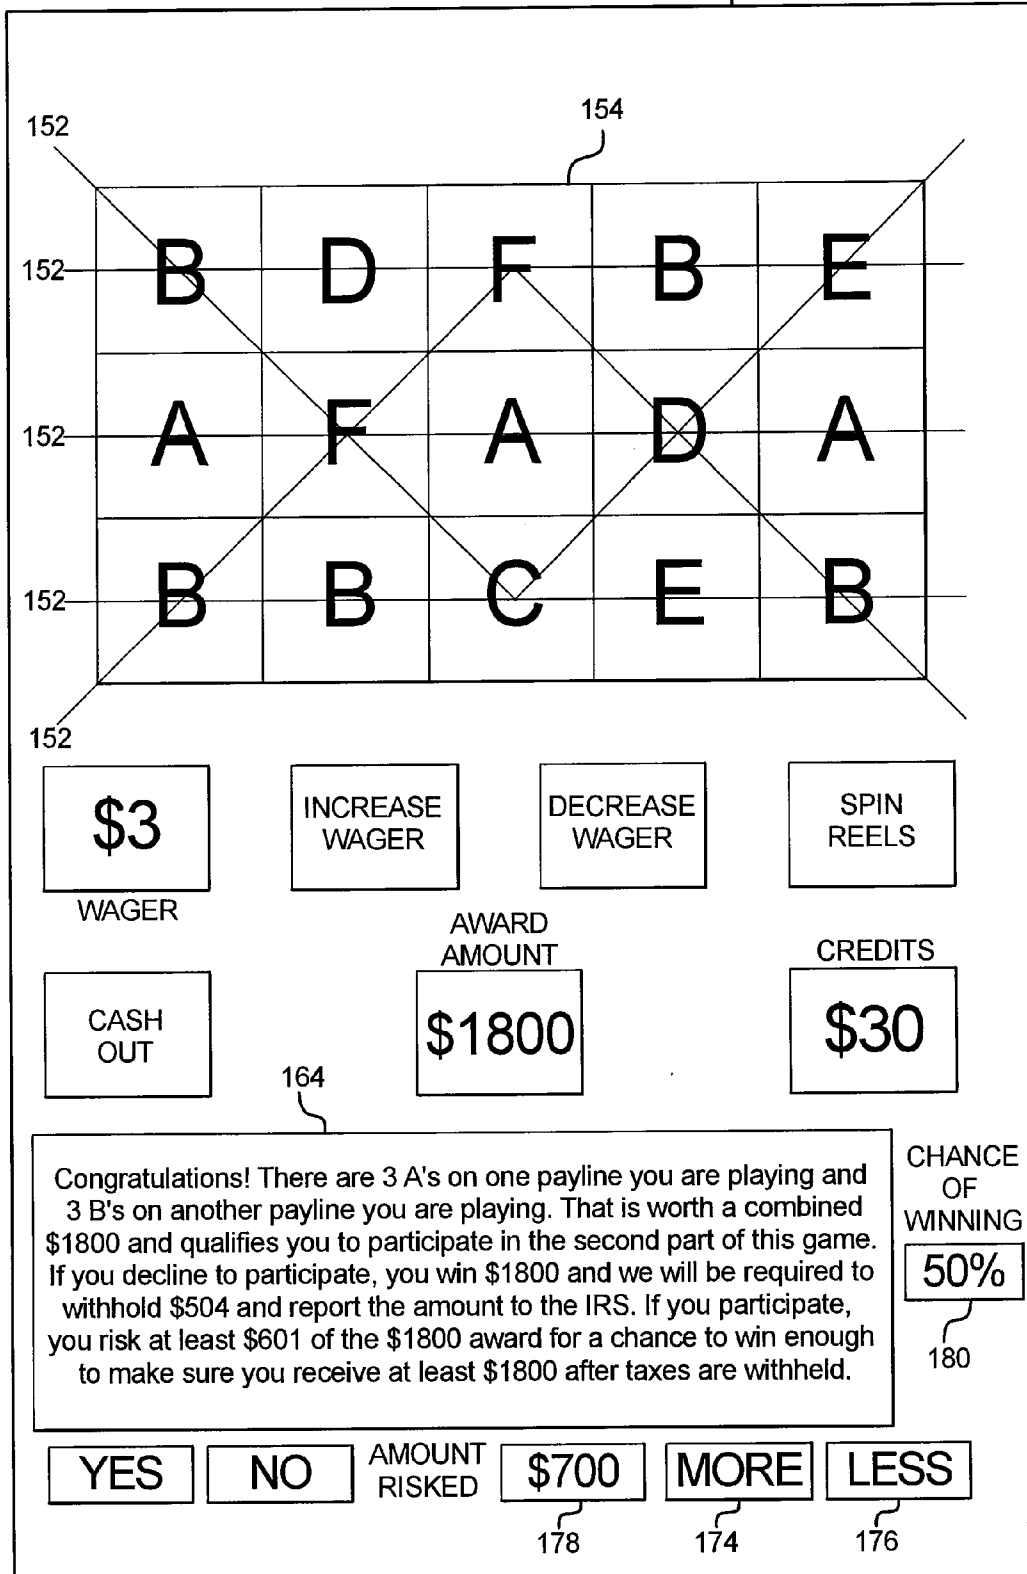 154
152
152
B D F B E
152
A F A D A
152
B B C E B
152
$3
INCREASE
WAGER
DECREASE
WAGER
SPIN
REELS
WAGER
AWARD
AMOUNT
CREDITS
CASH
OUT
$1800
$30
164
Congratulations! There are 3 A's on one payline you are playing and
3 B's on another payline you are playing. That is worth a combined
$1800 and qualifies you to participate in the second part of this game.
If you decline to participate, you win $1800 and we will be required to
withhold $504 and report the amount to the IRS. If you participate,
you risk at least $601 of the $1800 award for a chance to win enough
to make sure you receive at least $1800 after taxes are withheld.
CHANCE
OF
WINNING
50%
180
YES
NO
AMOUNT
RISKED
$700
MORE
LESS
178
174
176